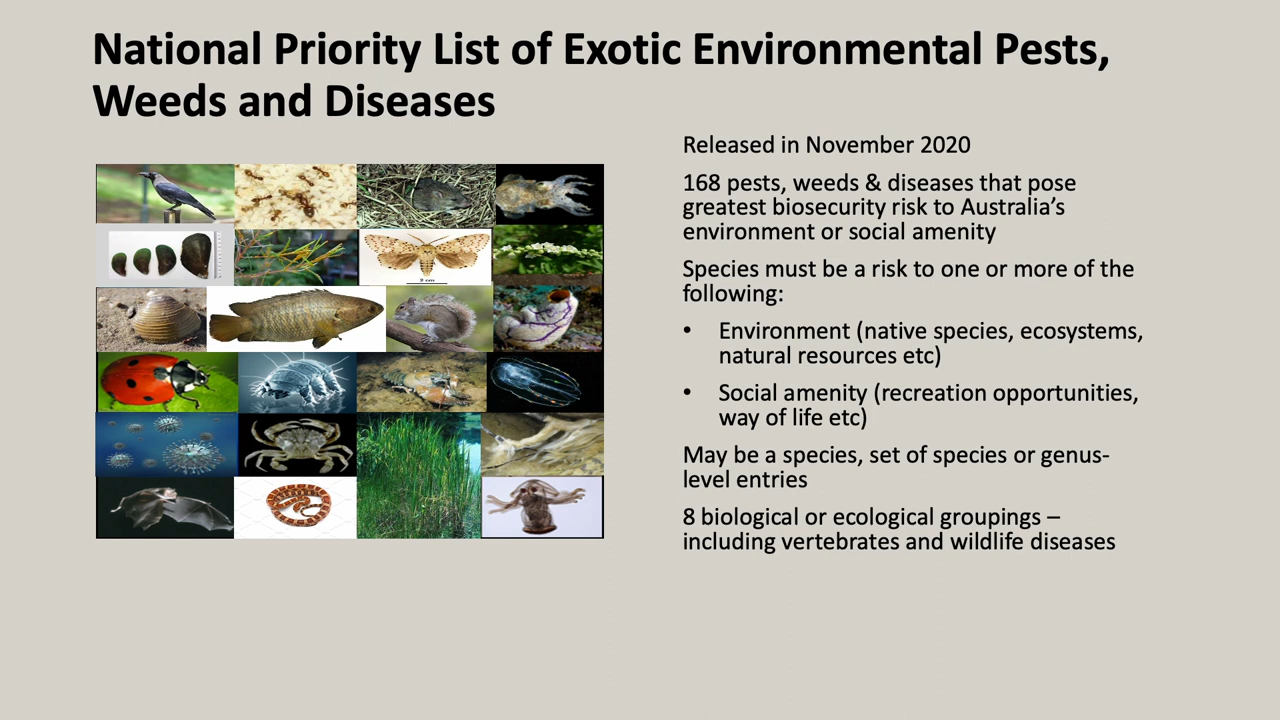 National Priority List of Exotic Environmental Pests,
Weeds and Diseases
Released in November 2020
168 pests, weeds & diseases that pose
greatest biosecurity risk to Australia’s
environment or social amenity
Species must be a risk to one or more of the
following:
• Environment (native species, ecosystems,
natural resources etc)
• Social amenity (recreation opportunities,
way of life etc)
May be a species, set of species or genus-
level entries
8 biological or ecological groupings –
including vertebrates and wildlife diseases